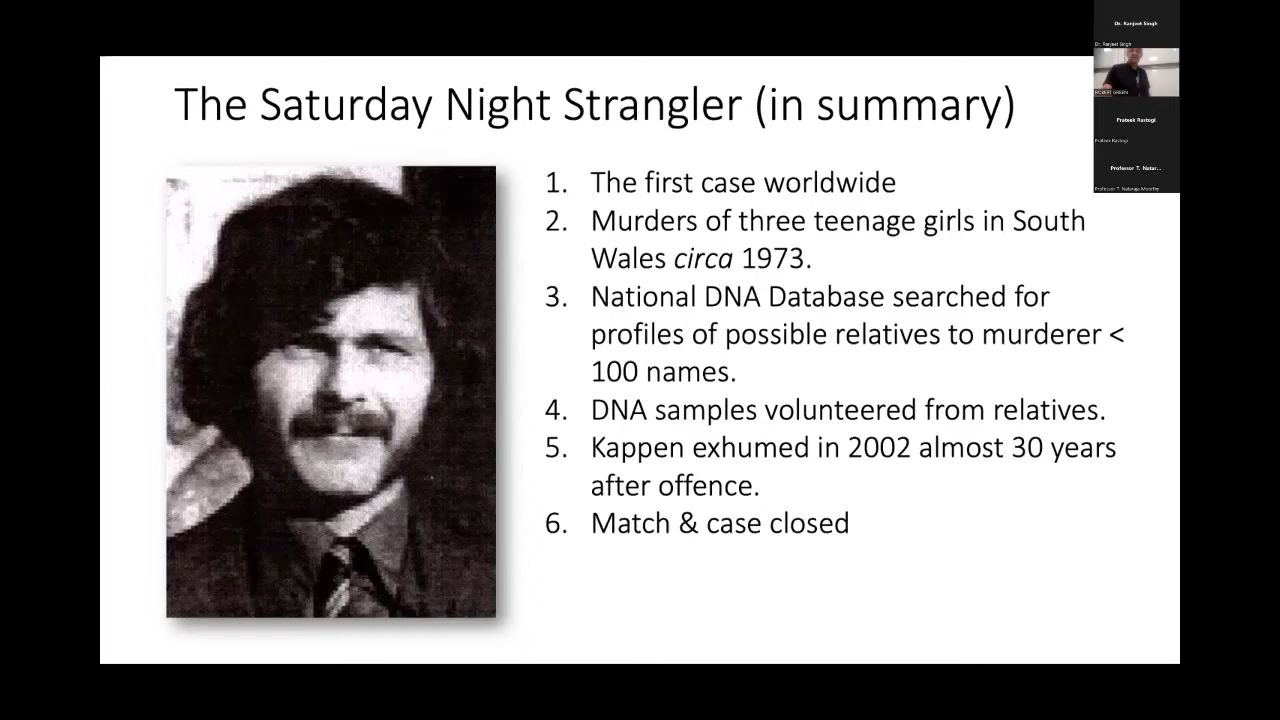 Dr. Ranjeet Singh
Dr. Ranjeet Singh
ROBERT GREEN
Prateek Rastogi
Prateek Rastogi
Professor T. Natar...
Professor T. Nataraja Moorthy
The Saturday Night Strangler (in summary)
1. The first case worldwide
2. Murders of three teenage girls in South
Wales circa 1973.
3. National DNA Database searched for
profiles of possible relatives to murderer <
100 names.
4. DNA samples volunteered from relatives.
5. Kappen exhumed in 2002 almost 30 years
after offence.
6. Match & case closed